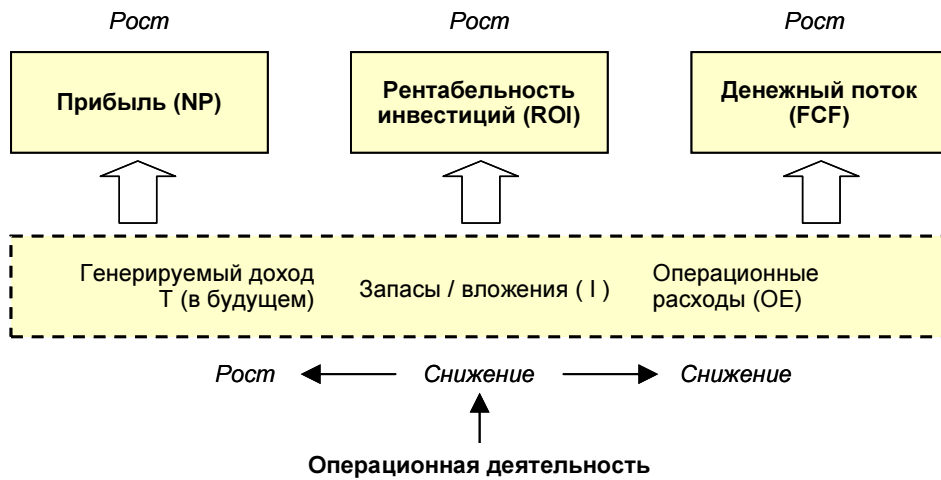 Рост Рост Рост
Прибыль (NP)
Рентабельность
инвестиций (ROI)
Денежный поток
(FCF)
Генерируемый доход
Т (в будущем)
Запасы / вложения ( I )
Операционные
расходы (OE)
Рост Снижение Снижение
Операционная деятельность